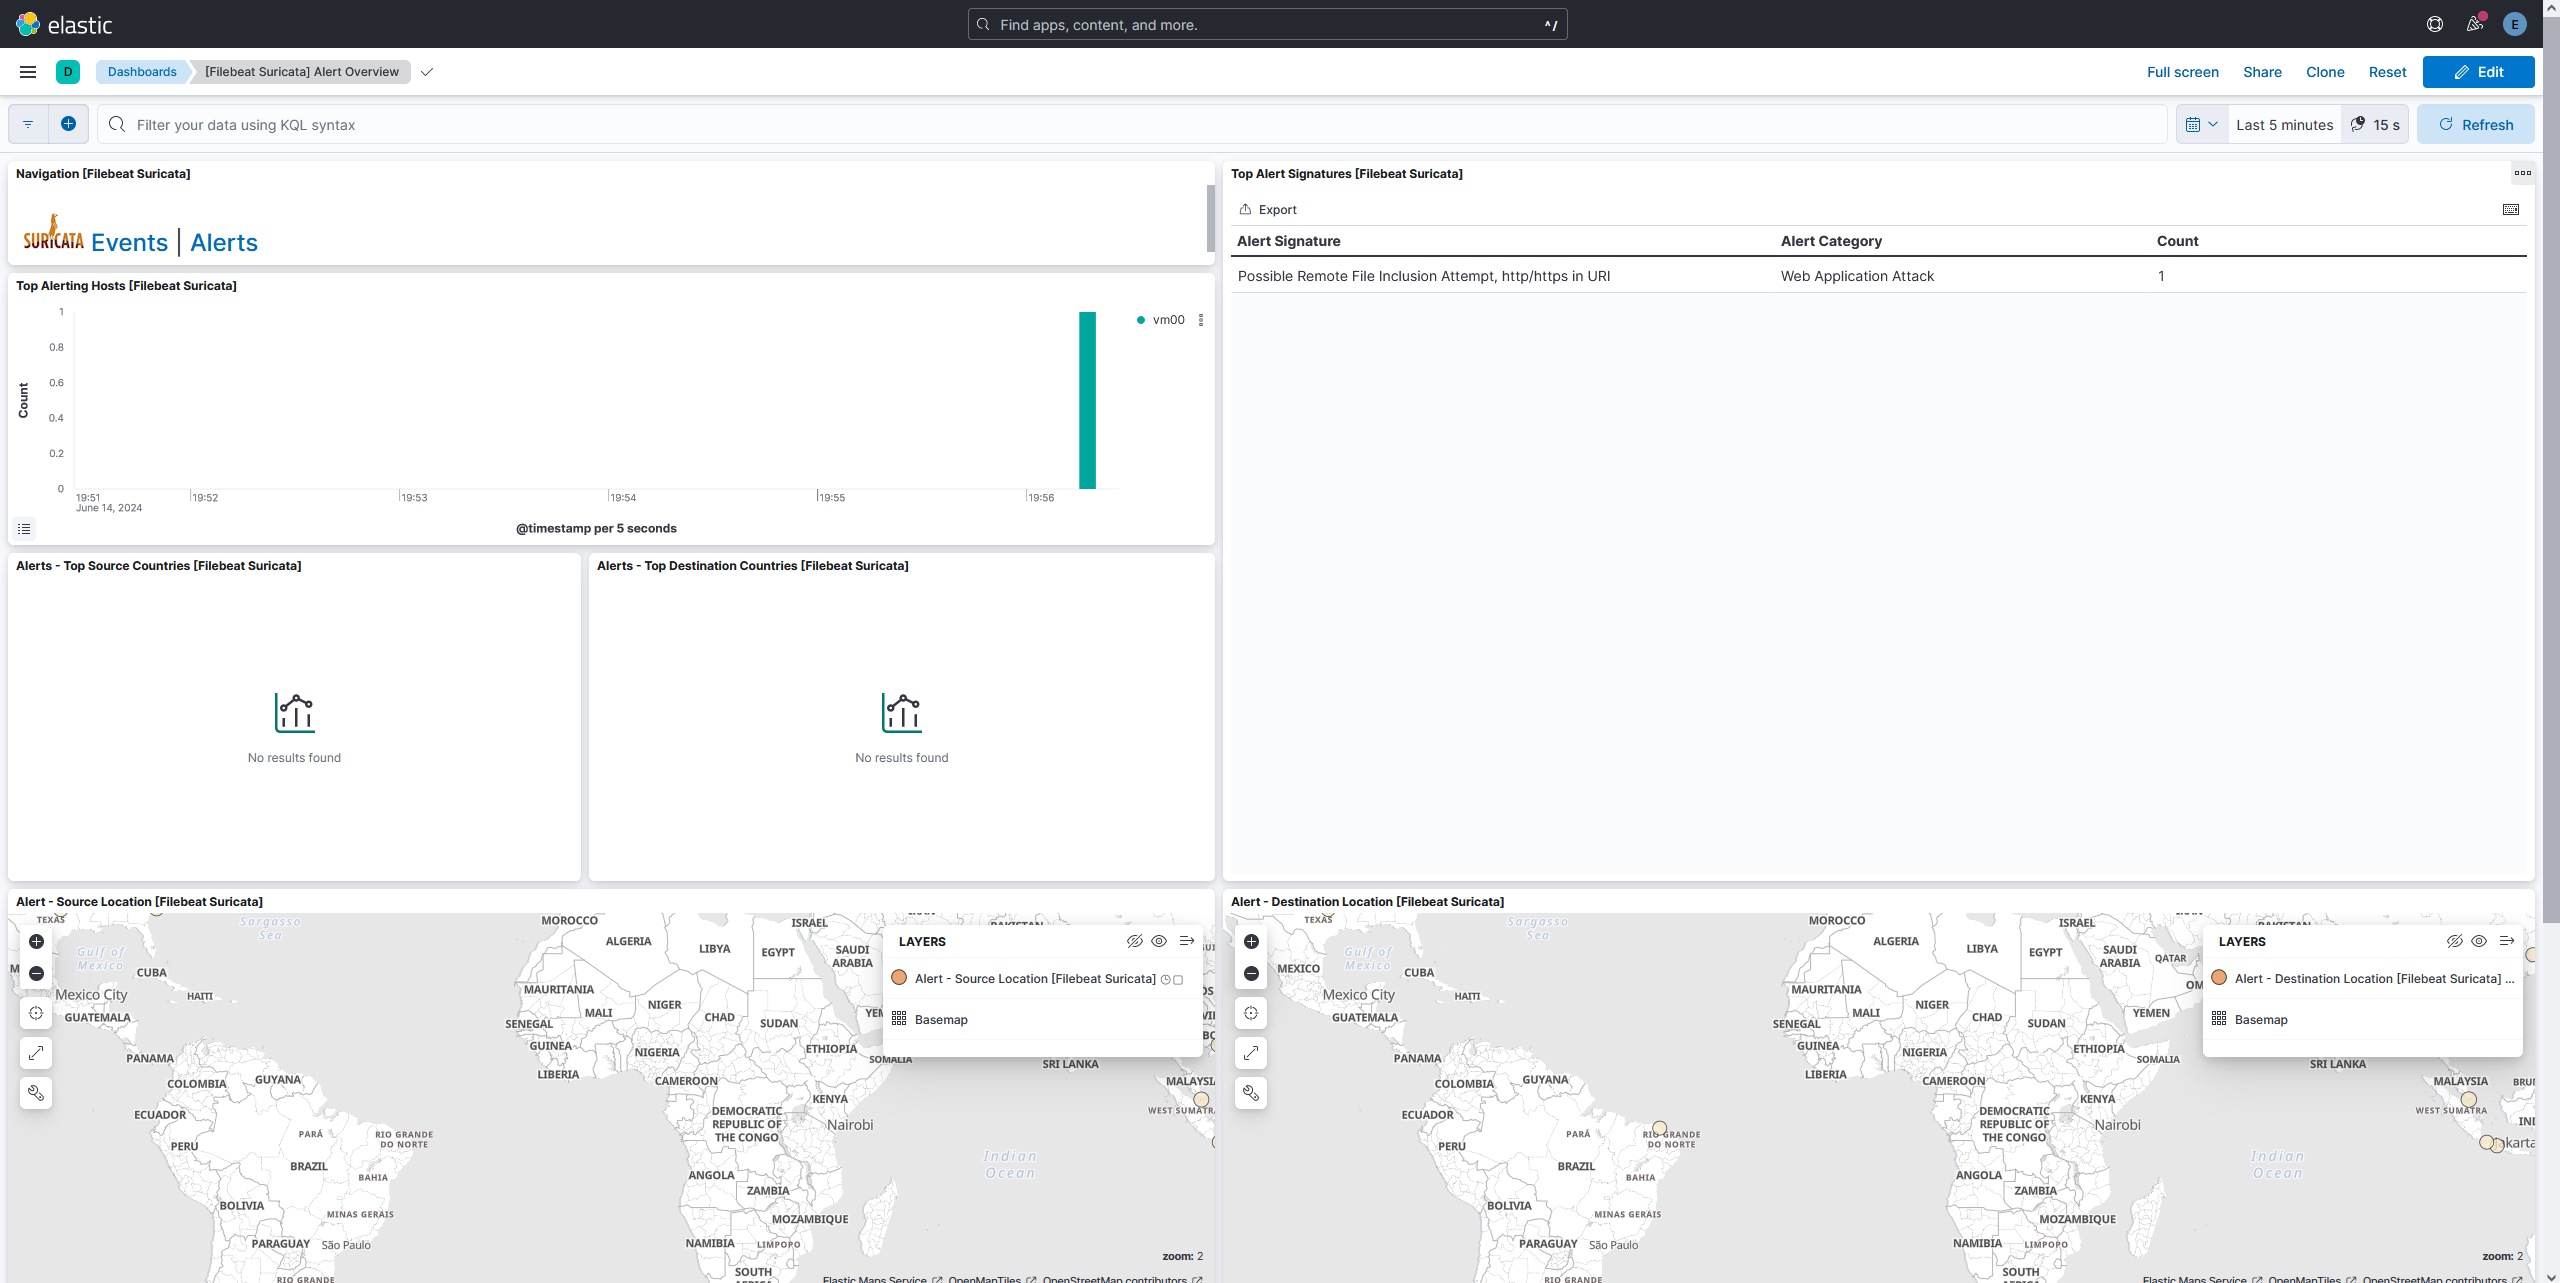 elastic
Find apps, content, and more.
^/
E
D
Dashboards
[Filebeat Suricata] Alert Overview
Full screen
Share
Clone
Reset
Edit
Filter your data using KQL syntax
Last 5 minutes
15 s
Refresh
Navigation [Filebeat Suricata]
SURICATA
Events | Alerts
Top Alerting Hosts [Filebeat Suricata]
Count
1
0.8
0.6
0.4
0.2
0
vm00
19:51
June 14, 2024
19:52
19:53
19:54
19:55
19:56
@timestamp per 5 seconds
Top Alert Signatures [Filebeat Suricata]
Export
Alert Signature
Alert Category
Count
Possible Remote File Inclusion Attempt, http/https in URI
Web Application Attack
1
Alerts - Top Source Countries [Filebeat Suricata]
No results found
Alerts - Top Destination Countries [Filebeat Suricata]
No results found
Alert - Source Location [Filebeat Suricata]
TEXAS
Sargasso
Sea
Gulf of
Mexico
CUBA
Mexico City
HAITI
GUATEMALA
PANAMA
COLOMBIA
GUYANA
ECUADOR
PERU
PARÁ
RIO GRANDE
DO NORTE
BRAZIL
BAHIA
BOLIVIA
MINAS GERAIS
PARAGUAY
São Paulo
RIO GRANDE
MOROCCO
ALGERIA
LIBYA
EGYPT
ISRAEL
SAUDI
ARABIA
MAURITANIA
MALI
NIGER
CHAD
SUDAN
SENEGAL
GUINEA
NIGERIA
ETHIOPIA
SOMALIA
LIBERIA
CAMEROON
KENYA
DEMOCRATIC
REPUBLIC OF
THE CONGO
Nairobi
ANGOLA
ZAMBIA
MOZAMBIQUE
NAMIBIA
LIMPOPO
SOUTH
SRI LANKA
WEST SUMATRA
Indian
Ocean
LAYERS
Alert - Source Location [Filebeat Suricata]
Basemap
zoom: 2
Elastic Maps Service
OpenMapTiles
OpenStreetMap contributors
Alert - Destination Location [Filebeat Suricata]
TEXAS
Sargasso
Sea
Gulf of
Mexico
MEXICO
CUBA
Mexico City
HAITI
GUATEMALA
PANAMA
COLOMBIA
GUYANA
ECUADOR
PERU
PARÁ
RIO GRANDE
DO NORTE
BRAZIL
BAHIA
BOLIVIA
MINAS GERAIS
PARAGUAY
São Paulo
RIO GRANDE
MOROCCO
ALGERIA
LIBYA
EGYPT
ISRAEL
SAUDI
ARABIA
QATAR
MAURITANIA
MALI
NIGER
CHAD
SUDAN
YEMEN
SENEGAL
GUINEA
NIGERIA
ETHIOPIA
SOMALIA
LIBERIA
CAMEROON
KENYA
DEMOCRATIC
REPUBLIC OF
THE CONGO
Nairobi
ANGOLA
ZAMBIA
MOZAMBIQUE
NAMIBIA
LIMPOPO
SOUTH
SRI LANKA
MALAYSIA
WEST SUMATRA
Indian
Ocean
LAYERS
Alert - Destination Location [Filebeat Suricata] ...
Basemap
zoom: 2
Elastic Maps Service
OpenMapTiles
OpenStreetMap contributors